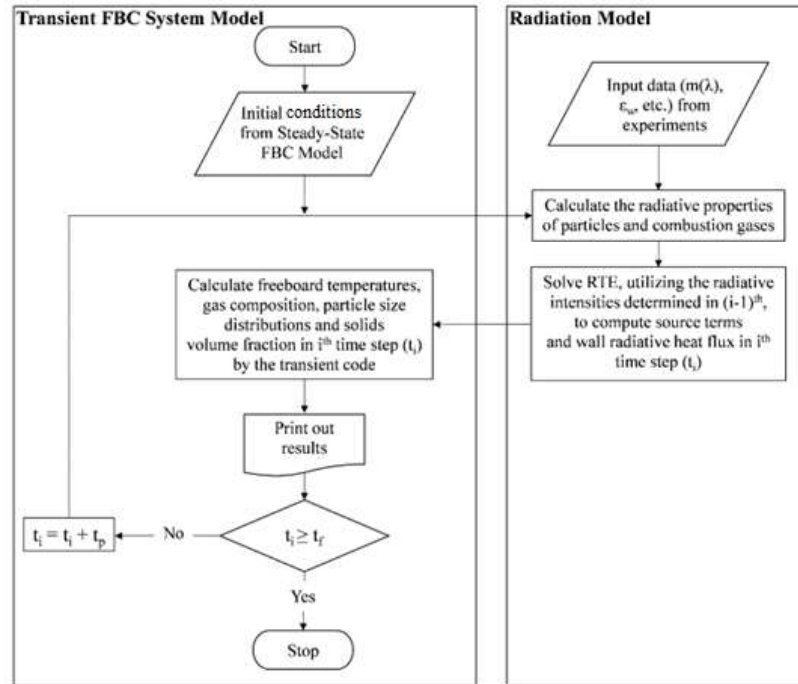 Transient FBC System Model
Start
Initial conditions
from Steady-State
FBC Model
Calculate freeboard temperatures,
gas composition, particle size
distributions and solids
volume fraction in iᵗʰ time step (tᵢ)
by the transient code
Print out
results
tᵢ ≥ t_f
No
tᵢ = tᵢ + tₚ
Yes
Stop
Radiation Model
Input data (m(λ),
ε_w, etc.) from
experiments
Calculate the radiative properties
of particles and combustion gases
Solve RTE, utilizing the radiative
intensities determined in (i-1)ᵗʰ,
to compute source terms
and wall radiative heat flux in iᵗʰ
time step (tᵢ)